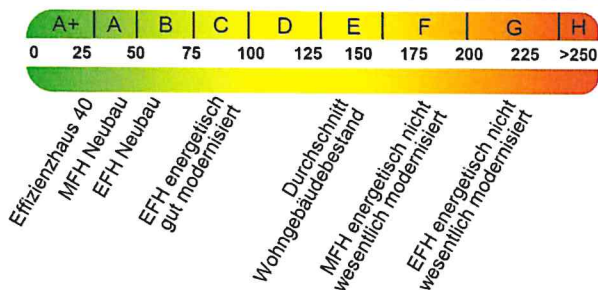 A+ A B C D E F G H
0 25 50 75 100 125 150 175 200 225 >250
Effizienzhaus 40
MFH Neubau
EFH Neubau
EFH energetisch
gut modernisiert
Durchschnitt
Wohngebäudebestand
MFH energetisch nicht
wesentlich modernisiert
EFH energetisch nicht
wesentlich modernisiert